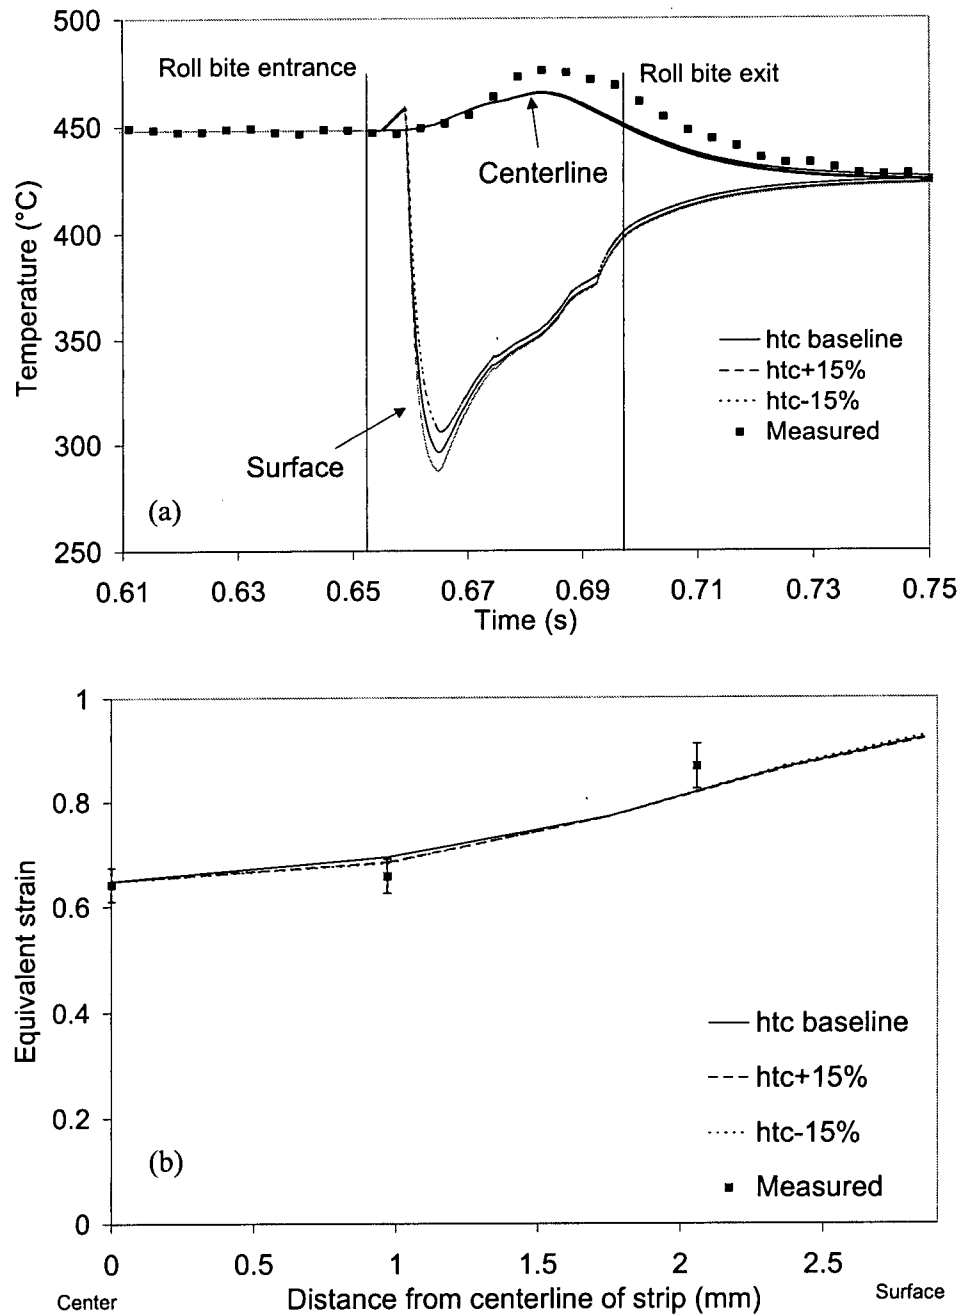 500
450
400
350
300
250
Temperature (°C)
Roll bite entrance
Roll bite exit
Centerline
Surface
htc baseline
htc+15%
htc-15%
Measured
(a)
0.61 0.63 0.65 0.67 0.69 0.71 0.73 0.75
Time (s)
1
0.8
0.6
0.4
0.2
0
Equivalent strain
htc baseline
htc+15%
htc-15%
Measured
(b)
0 0.5 1 1.5 2 2.5
Center
Distance from centerline of strip (mm)
Surface